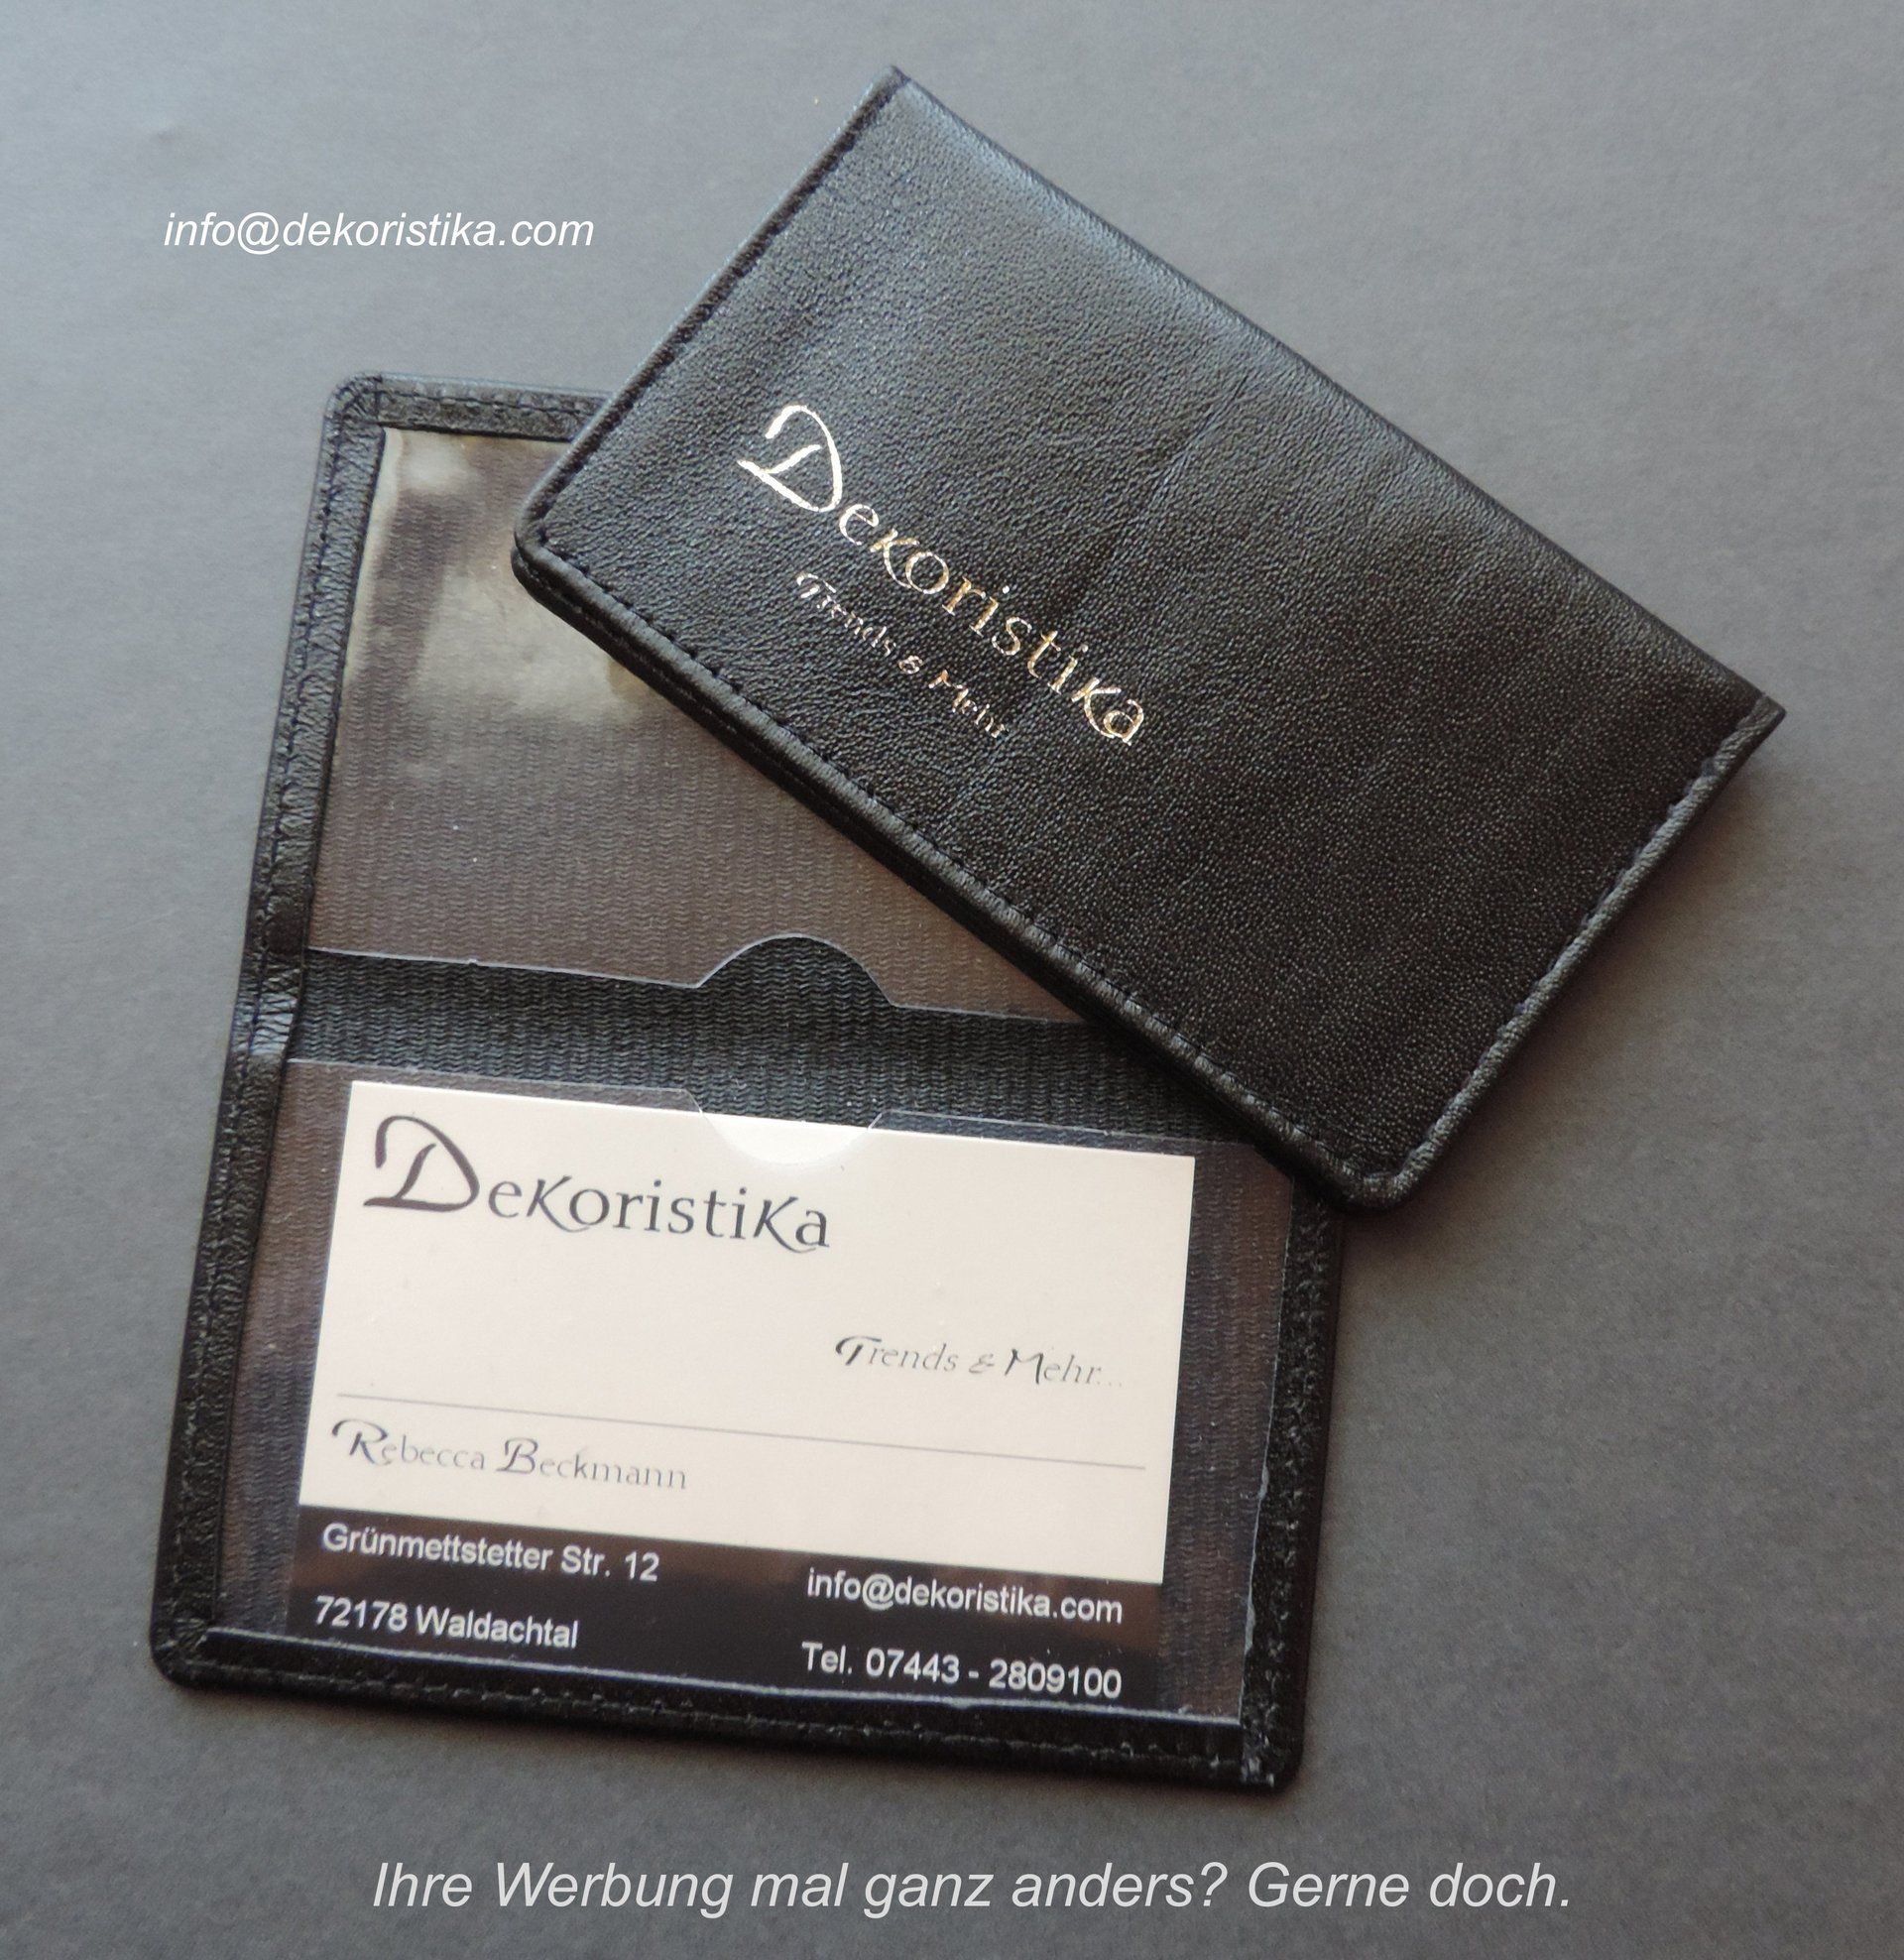 info@dekoristika.com
Dekoristika
Trends & Mehr
Dekoristika
Trends & Mehr...
Rebecca Beckmann
Grünmettstetter Str. 12
72178 Waldachtal
info@dekoristika.com
Tel. 07443 - 2809100
Ihre Werbung mal ganz anders? Gerne doch.